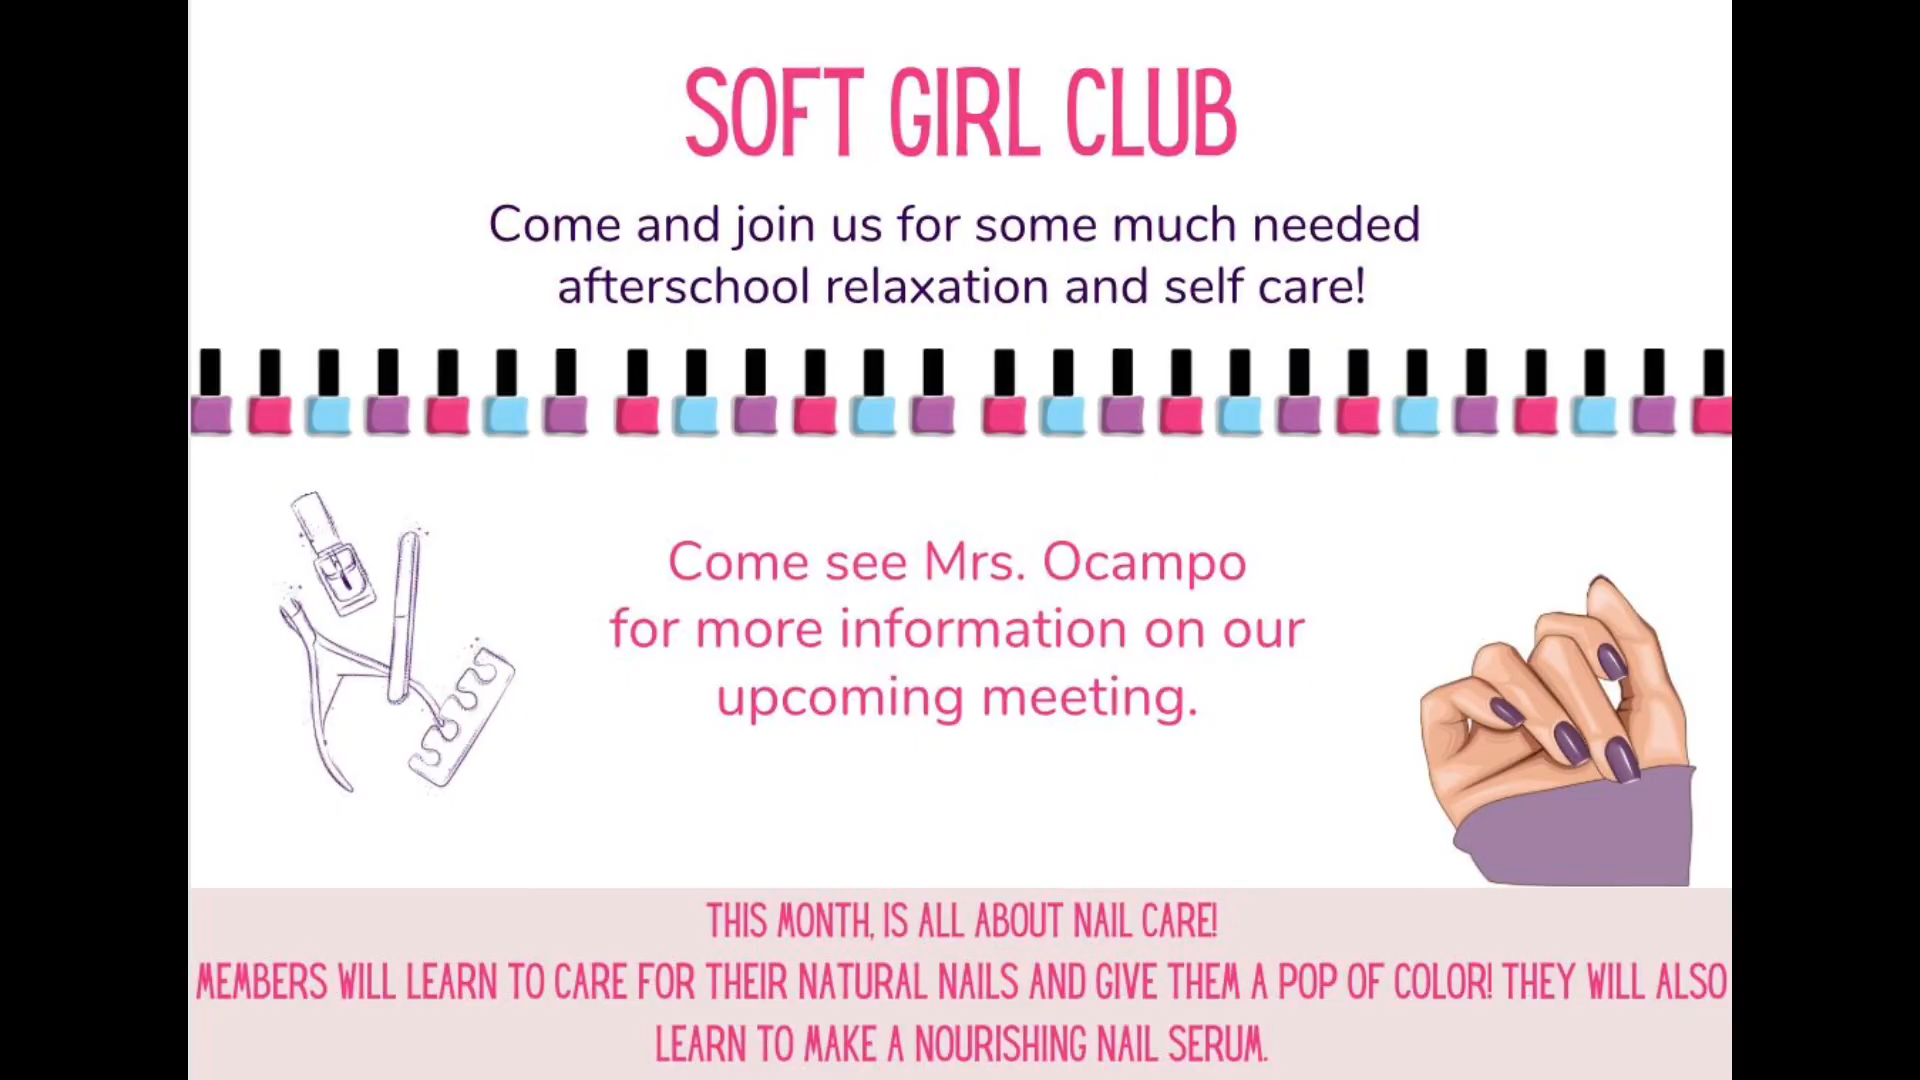 SOFT GIRL CLUB
Come and join us for some much needed
afterschool relaxation and self care!
Come see Mrs. Ocampo
for more information on our
upcoming meeting.
THIS MONTH, IS ALL ABOUT NAIL CARE!
MEMBERS WILL LEARN TO CARE FOR THEIR NATURAL NAILS AND GIVE THEM A POP OF COLOR! THEY WILL ALSO
LEARN TO MAKE A NOURISHING NAIL SERUM.